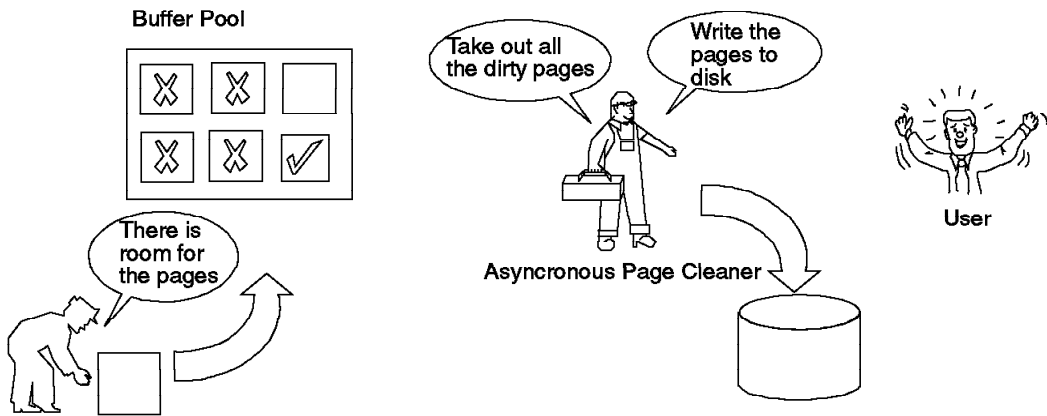 Buffer Pool
Take out all
the dirty pages
Write the
pages to
disk
User
Asyncronous Page Cleaner
There is
room for
the pages